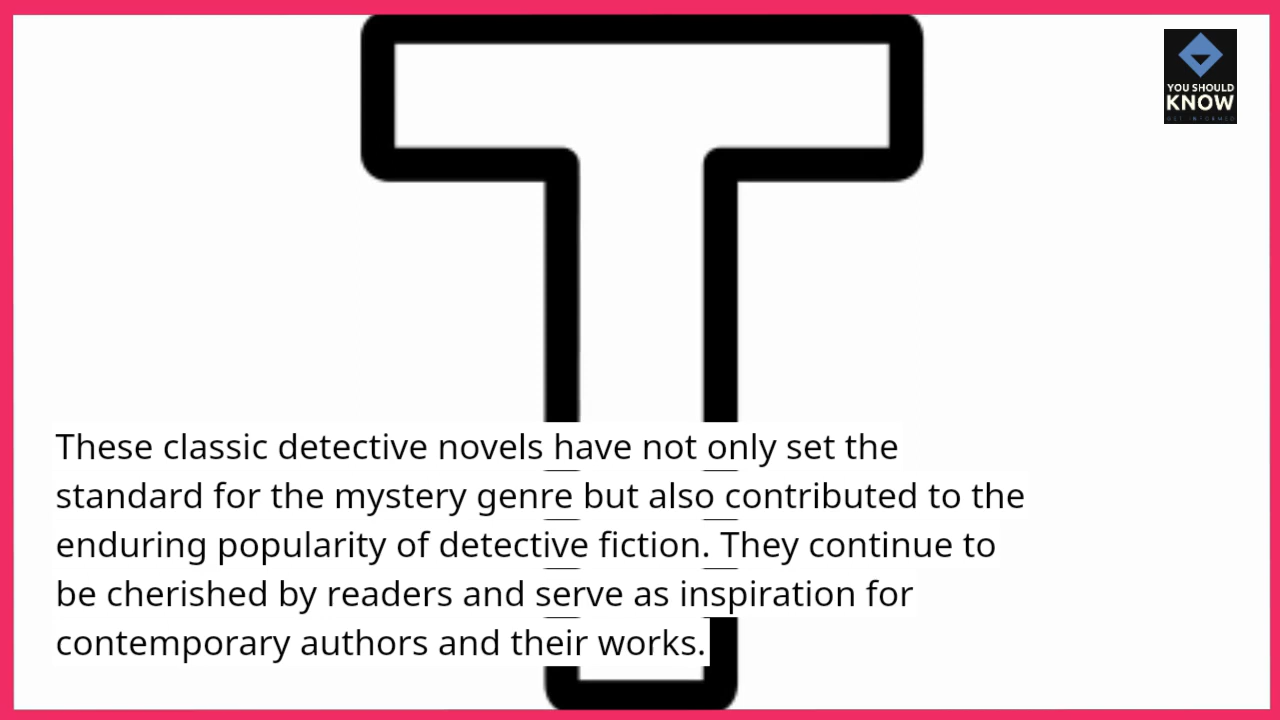 YOU SHOULD
KNOW
GET INFORMED
T
These classic detective novels have not only set the
standard for the mystery genre but also contributed to the
enduring popularity of detective fiction. They continue to
be cherished by readers and serve as inspiration for
contemporary authors and their works.